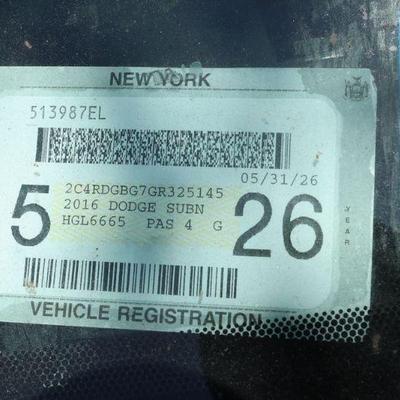 NEW YORK
513987EL
05/31/26
5 2C4RDGBG7GR325145
2016 DODGE SUBN
HGL6665 PAS 4 G
26
YEAR
VEHICLE REGISTRATION